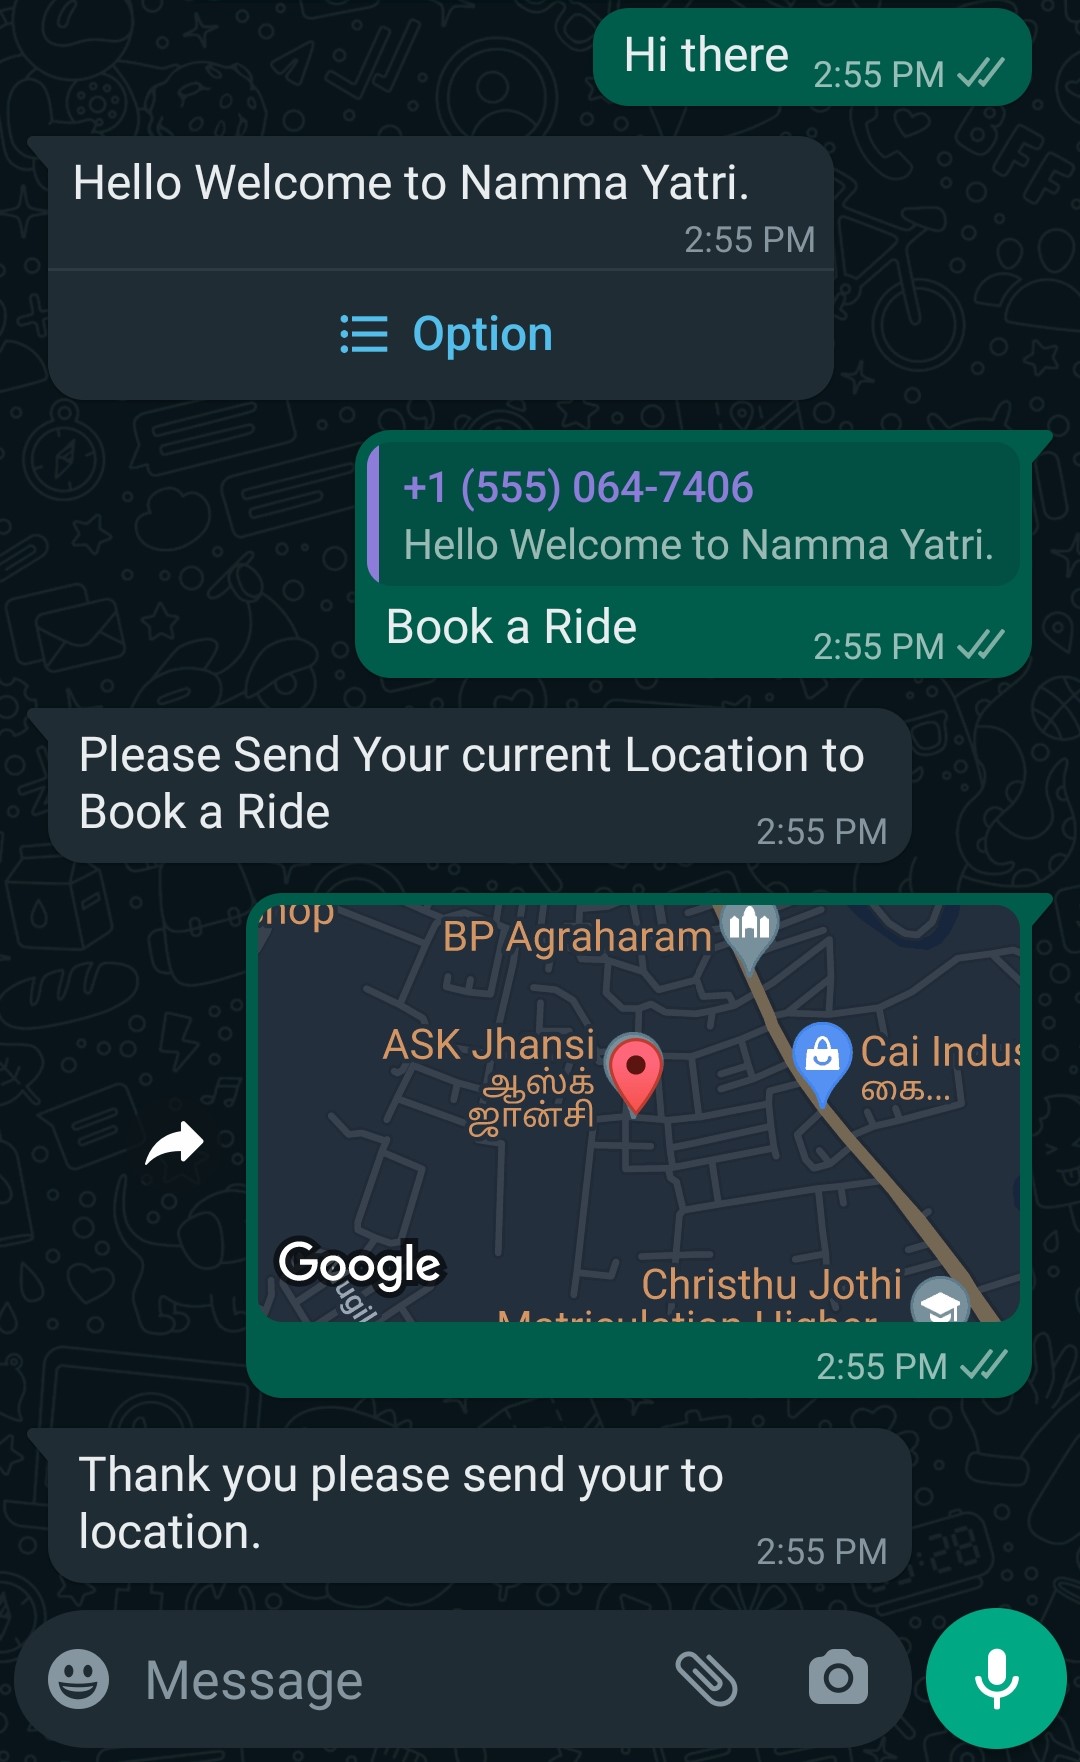 Hi there
2:55 PM
Hello Welcome to Namma Yatri.
2:55 PM
Option
+1 (555) 064-7406
Hello Welcome to Namma Yatri.
Book a Ride
2:55 PM
Please Send Your current Location to
Book a Ride
2:55 PM
BP Agraharam
ASK Jhansi
ஆஸ்க்
ஜான்சி
Cai Indus
கை...
Google
Christhu Jothi
Matriculation Higher
2:55 PM
Thank you please send your to
location.
2:55 PM
Message